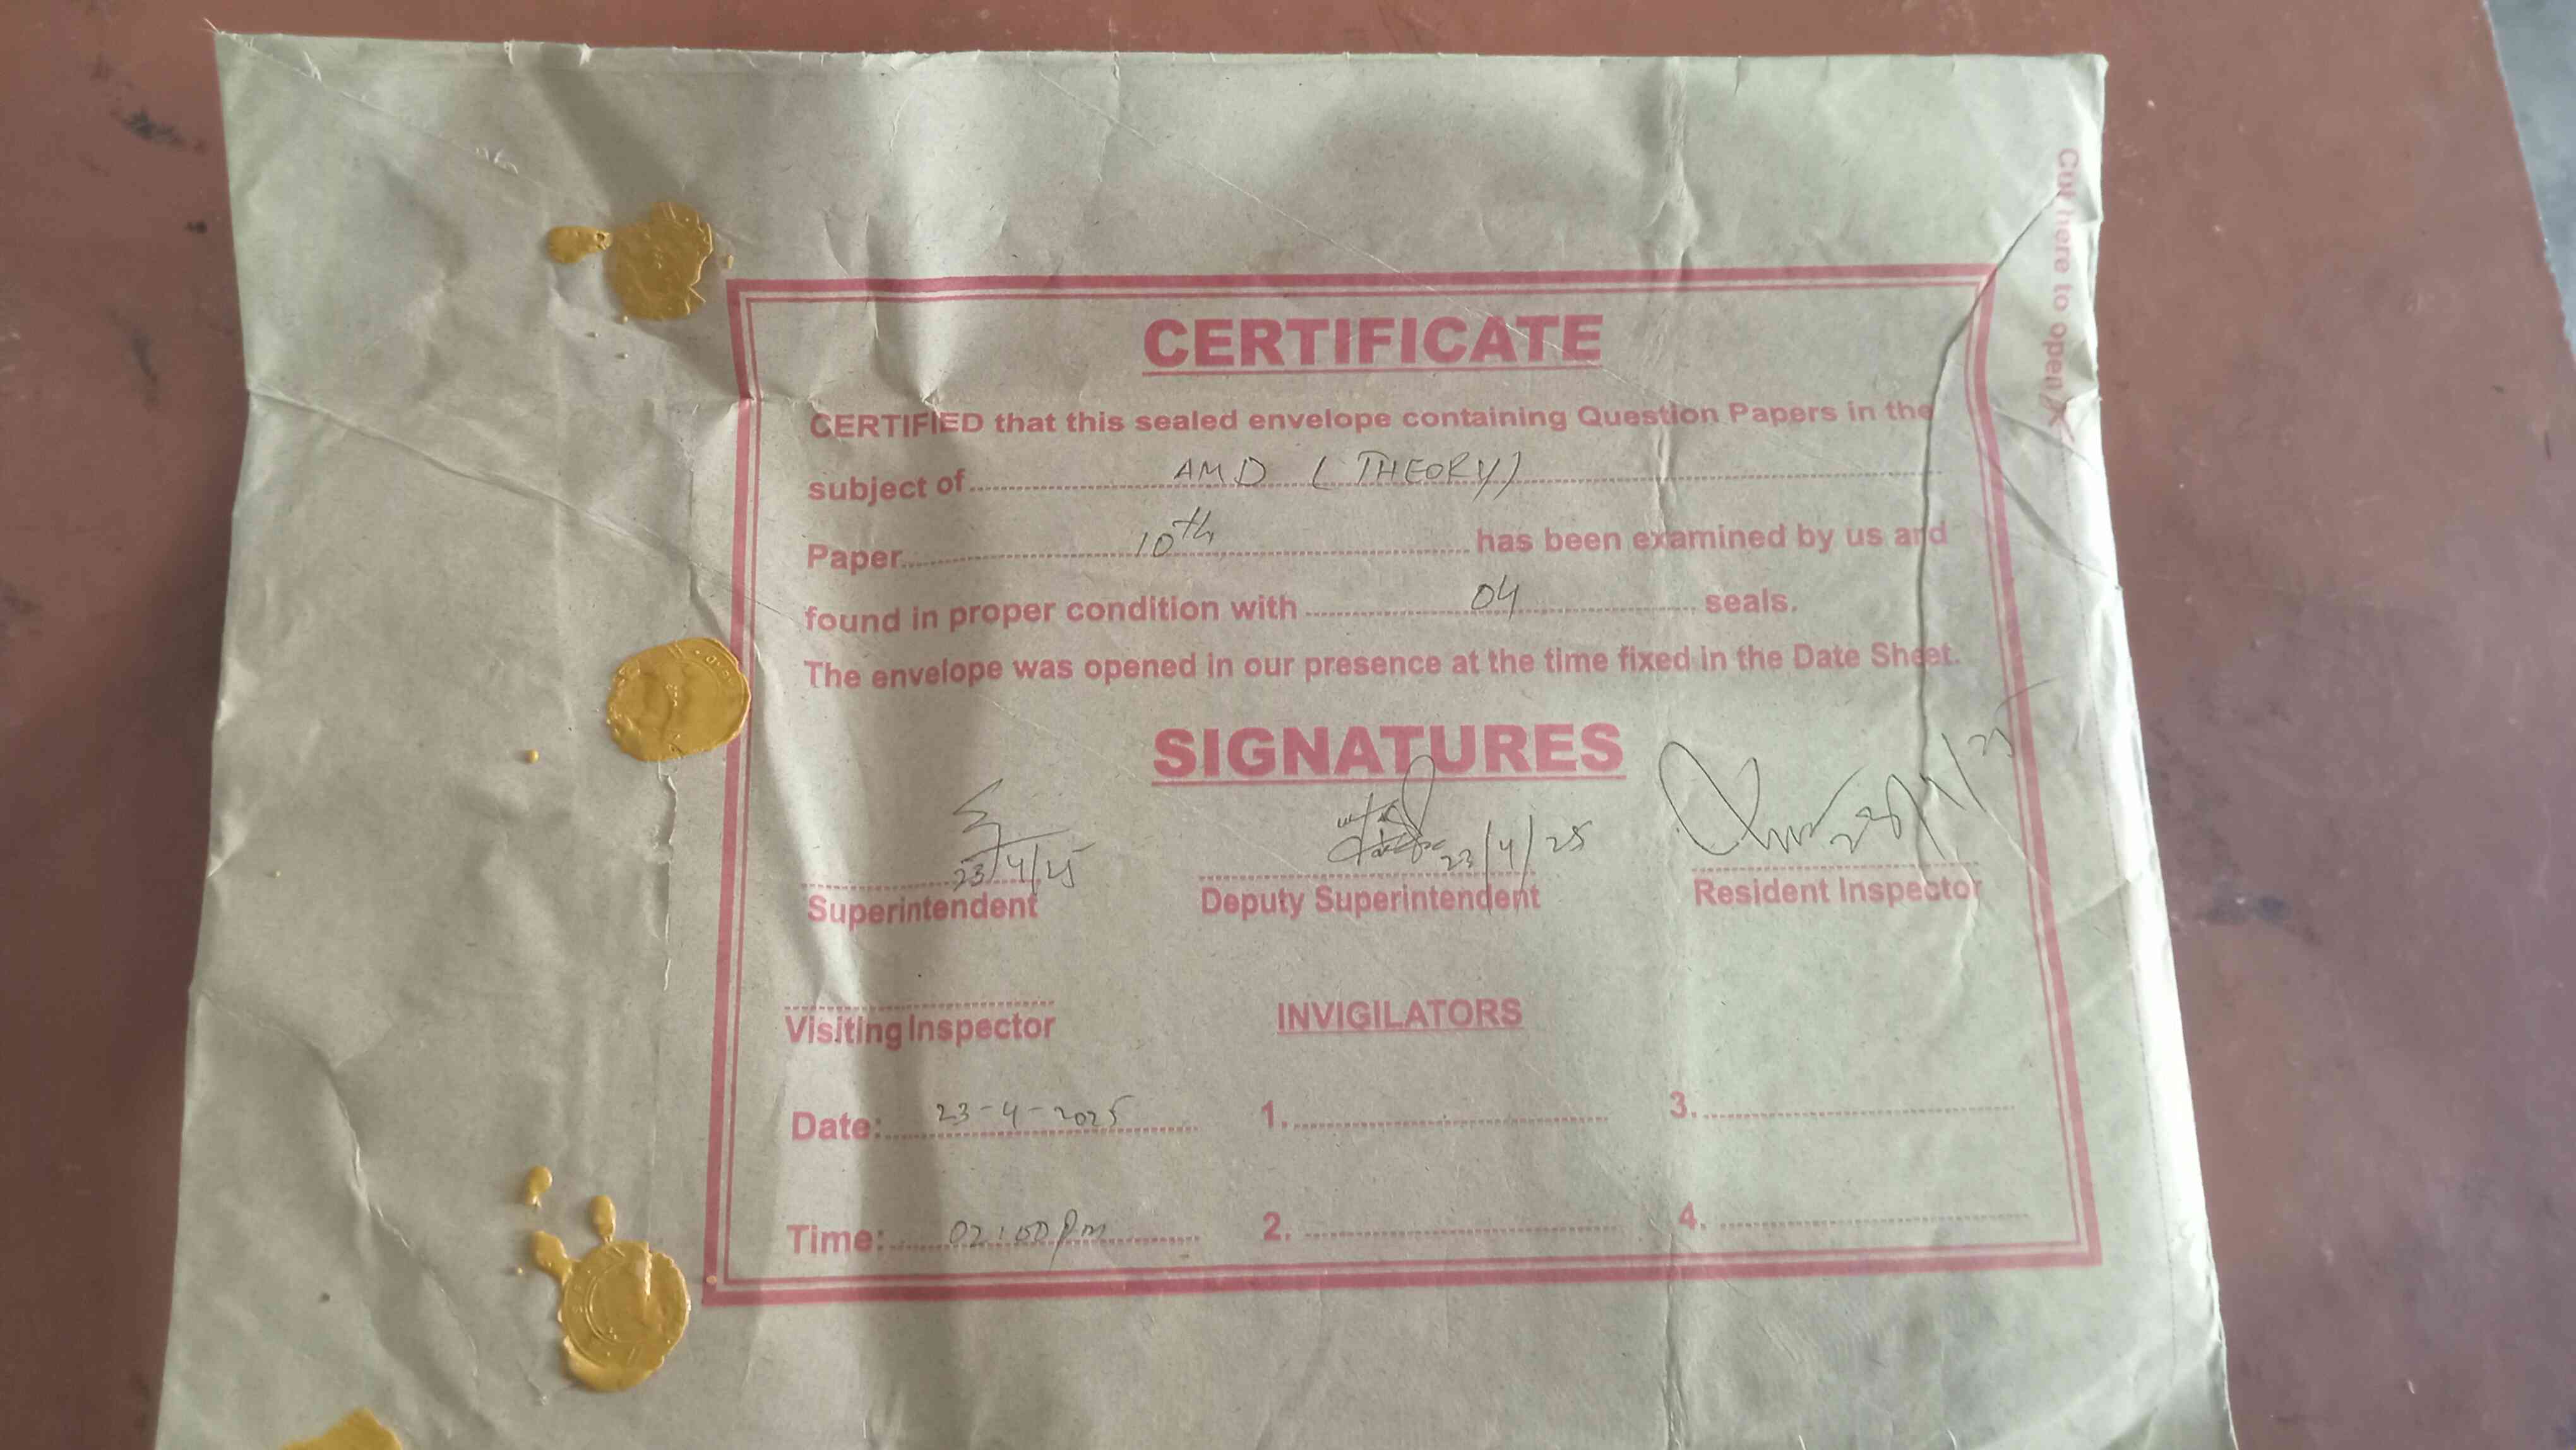 Cut here to open
CERTIFICATE
CERTIFIED that this sealed envelope containing Question Papers in the
subject of AMD (THEORY)
Paper 10th has been examined by us and
found in proper condition with 04 seals.
The envelope was opened in our presence at the time fixed in the Date Sheet.
SIGNATURES
23/4/25 23/4/25
Superintendent Deputy Superintendent Resident Inspector
Visiting Inspector INVIGILATORS
Date: 23-4-2025 1. 3.
Time: 02:00 Pm 2. 4.